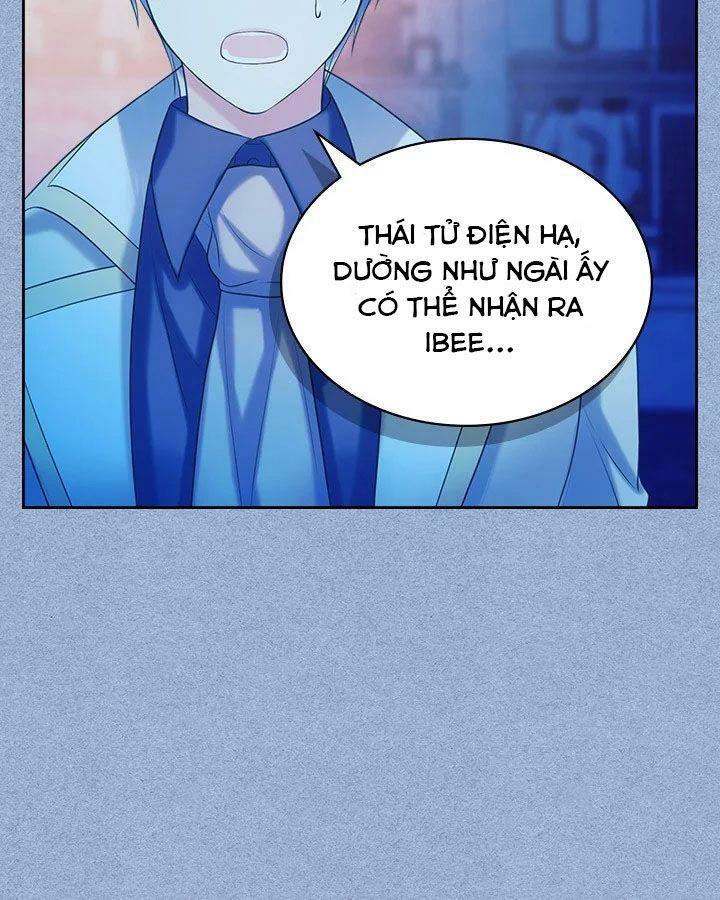 THÁI TỬ ĐIỆN HẠ,
DƯỜNG NHƯ NGÀI ẤY
CÓ THỂ NHẬN RA
IBEE...